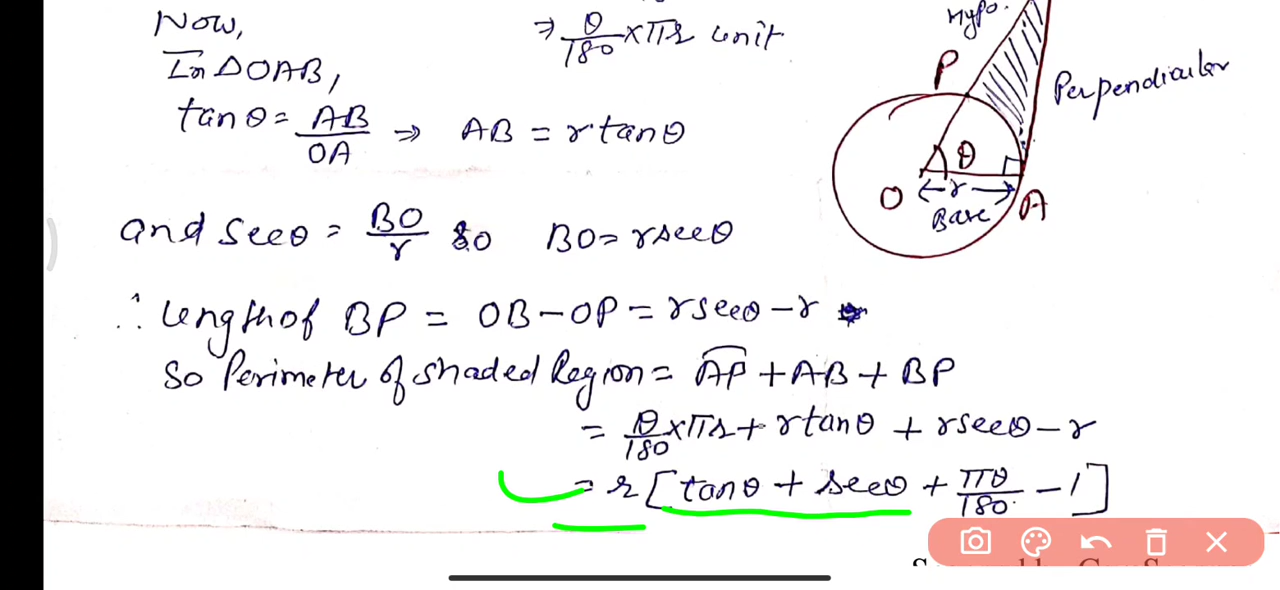 Now,
⇒ θ/180 × πr unit
In △OAB,
tanθ = AB/OA ⇒ AB = r tanθ
and Secθ = BO/r so BO = r secθ
∴ length of BP = OB - OP = r secθ - r
So Perimeter of shaded Region = AP + AB + BP
= θ/180 × πr + r tanθ + r secθ - r
= r [tanθ + secθ + πθ/180 - 1]
Hypo.
P
Perpendicular
θ
O
r
Base
A